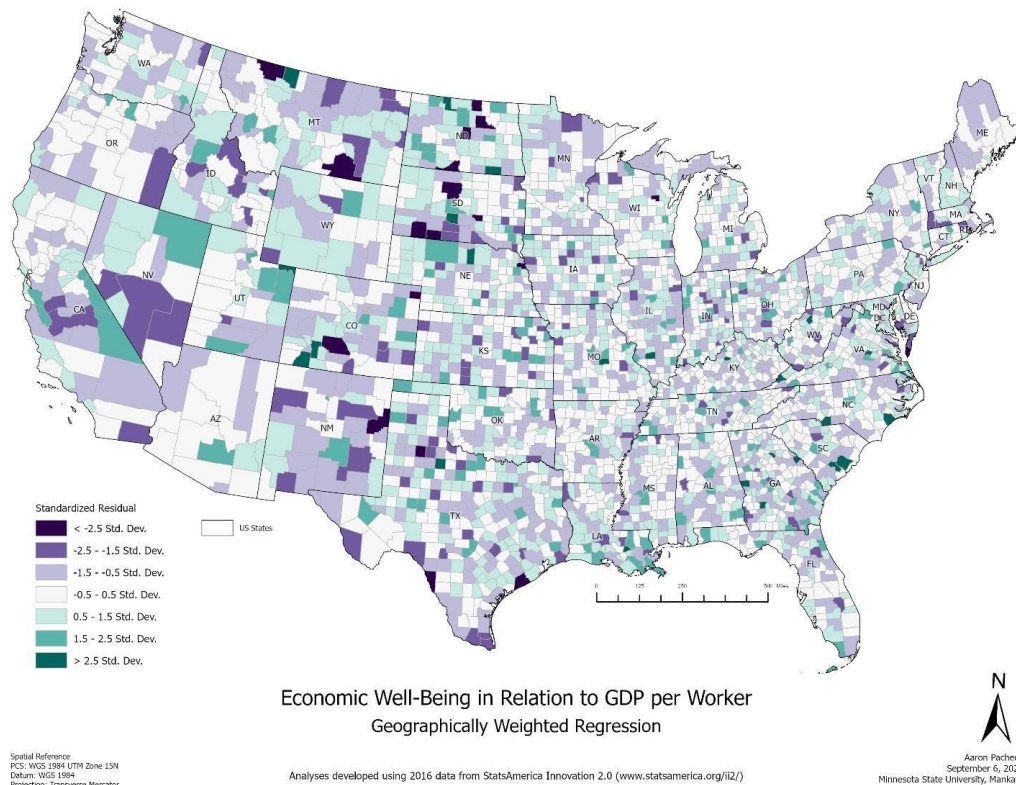 WA
OR
ID
MT
ND
MN
WI
MI
NY
VT
NH
ME
MA
RI
CT
PA
NJ
MD
DE
DC
WV
VA
OH
IN
IL
IA
SD
WY
NE
NV
UT
CO
CA
KS
MO
KY
NC
TN
SC
AR
OK
NM
AZ
TX
LA
MS
AL
GA
FL
Standardized Residual
< -2.5 Std. Dev.
-2.5 - -1.5 Std. Dev.
-1.5 - -0.5 Std. Dev.
-0.5 - 0.5 Std. Dev.
0.5 - 1.5 Std. Dev.
1.5 - 2.5 Std. Dev.
> 2.5 Std. Dev.
US States
0 125 250 500 Miles
Economic Well-Being in Relation to GDP per Worker
Geographically Weighted Regression
N
Spatial Reference
PCS: WGS 1984 UTM Zone 15N
Datum: WGS 1984
Projection: Transverse Mercator
Analyses developed using 2016 data from StatsAmerica Innovation 2.0 (www.statsamerica.org/ii2/)
Aaron
September 6,
Minnesota State University,